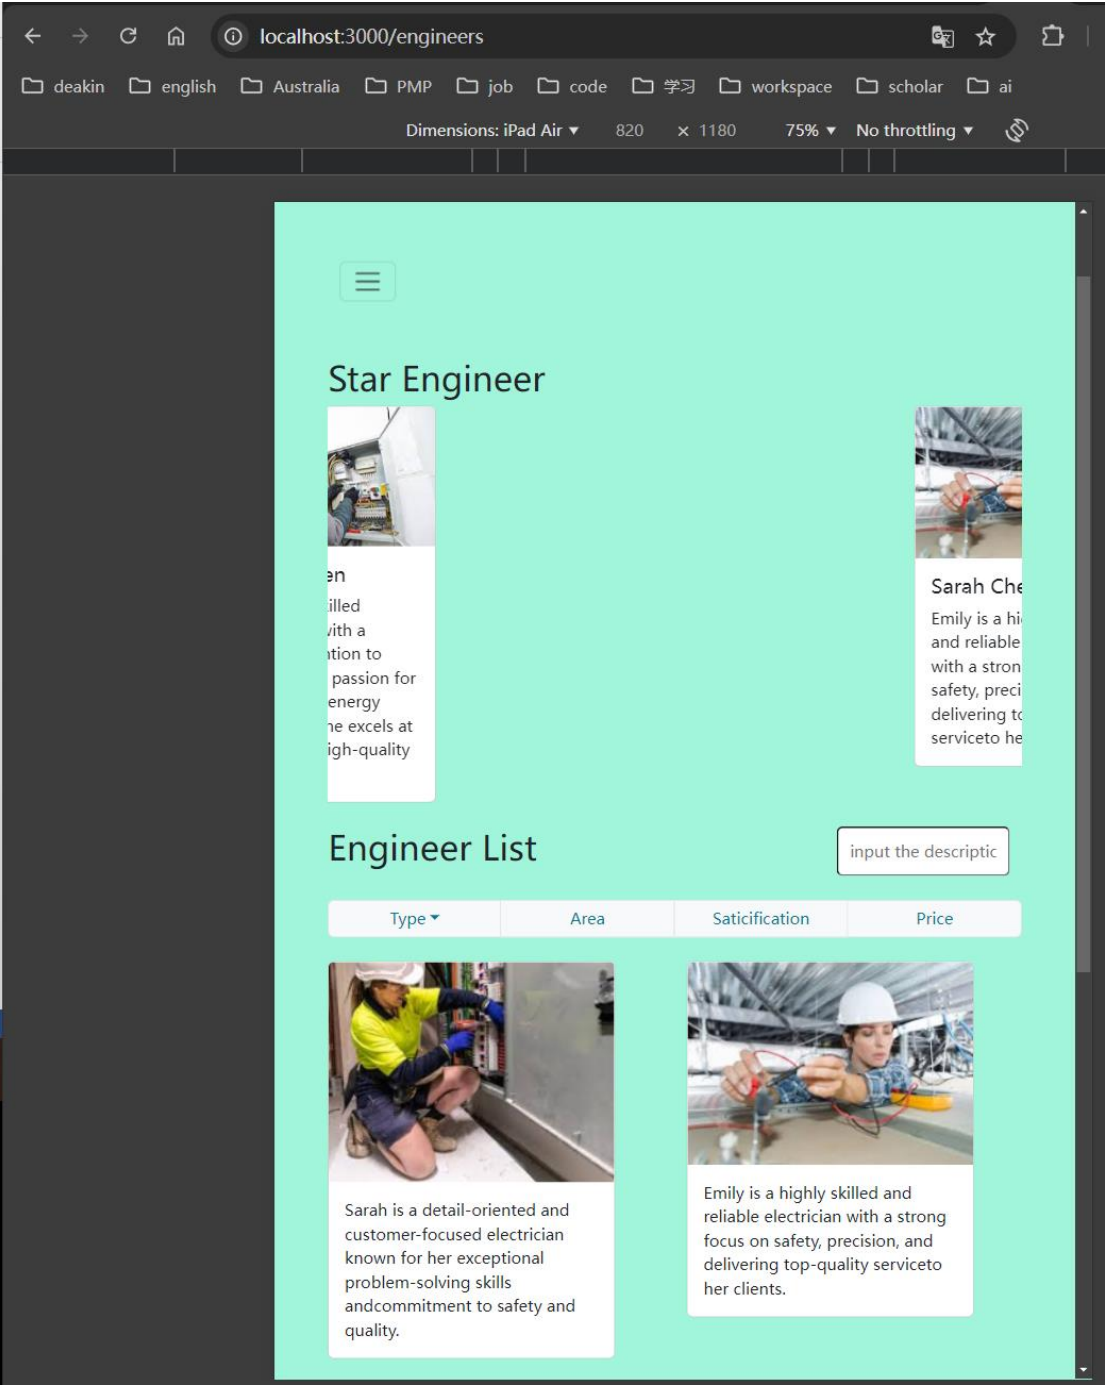 localhost:3000/engineers
deakin english Australia PMP job code 学习 workspace scholar ai
Dimensions: iPad Air 820 × 1180 75% No throttling
Star Engineer
en
illed
with a
ntion to
passion for
energy
he excels at
igh-quality
Sarah Che
Emily is a hi
and reliable
with a stron
safety, preci
delivering to
serviceto he
Engineer List
input the descriptic
Type Area Saticification Price
Sarah is a detail-oriented and
customer-focused electrician
known for her exceptional
problem-solving skills
andcommitment to safety and
quality.
Emily is a highly skilled and
reliable electrician with a strong
focus on safety, precision, and
delivering top-quality serviceto
her clients.